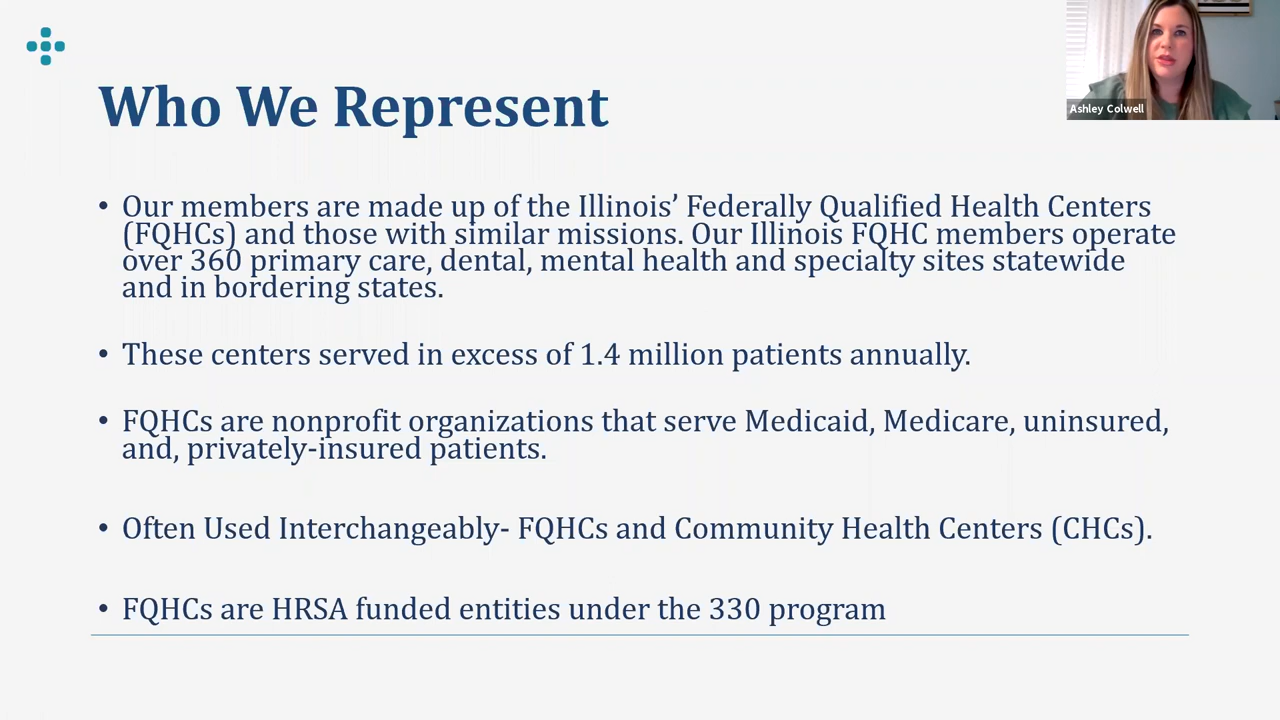 Who We Represent
Ashley Colwell
• Our members are made up of the Illinois’ Federally Qualified Health Centers
(FQHCs) and those with similar missions. Our Illinois FQHC members operate
over 360 primary care, dental, mental health and specialty sites statewide
and in bordering states.
• These centers served in excess of 1.4 million patients annually.
• FQHCs are nonprofit organizations that serve Medicaid, Medicare, uninsured,
and, privately-insured patients.
• Often Used Interchangeably- FQHCs and Community Health Centers (CHCs).
• FQHCs are HRSA funded entities under the 330 program